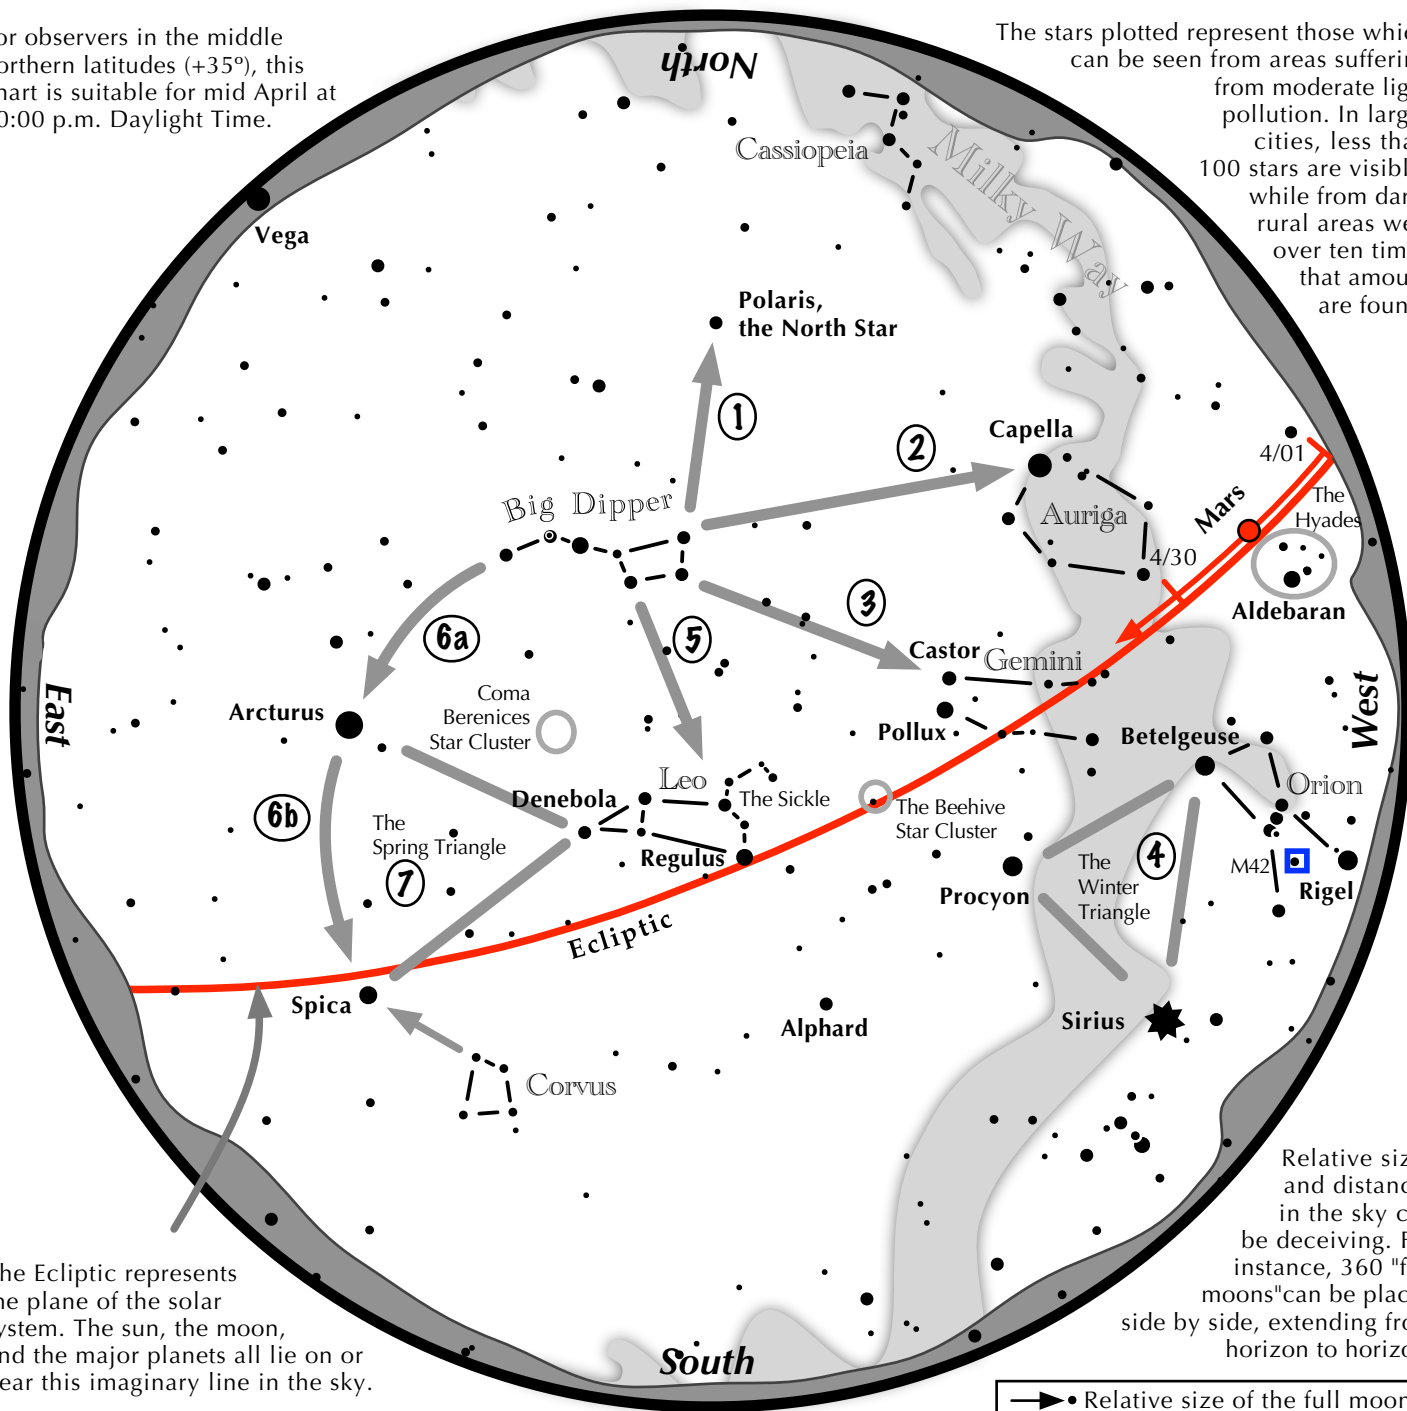 or observers in the middle
orthern latitudes (+35º), this
hart is suitable for mid April at
0:00 p.m. Daylight Time.
The stars plotted represent those whic
can be seen from areas sufferin
from moderate lig
pollution. In larg
cities, less tha
100 stars are visibl
while from dar
rural areas we
over ten tim
that amou
are foun
North
Cassiopeia
Milky Way
Vega
Polaris,
the North Star
1
2
Capella
4/01
The
Hyades
Mars
Big Dipper
Auriga
4/30
Aldebaran
3
6a
5
Castor
Gemini
East
Coma
Berenices
Star Cluster
Arcturus
Pollux
Betelgeuse
West
Leo
Orion
Denebola
The Sickle
The Beehive
Star Cluster
6b
The
Spring Triangle
7
Regulus
4
M42
Rigel
Procyon
The
Winter
Triangle
Ecliptic
Spica
Alphard
Sirius
Corvus
he Ecliptic represents
he plane of the solar
ystem. The sun, the moon,
nd the major planets all lie on or
ear this imaginary line in the sky.
Relative siz
and distanc
in the sky c
be deceiving. F
instance, 360 "f
moons"can be plac
side by side, extending fro
horizon to horizo
South
Relative size of the full moon